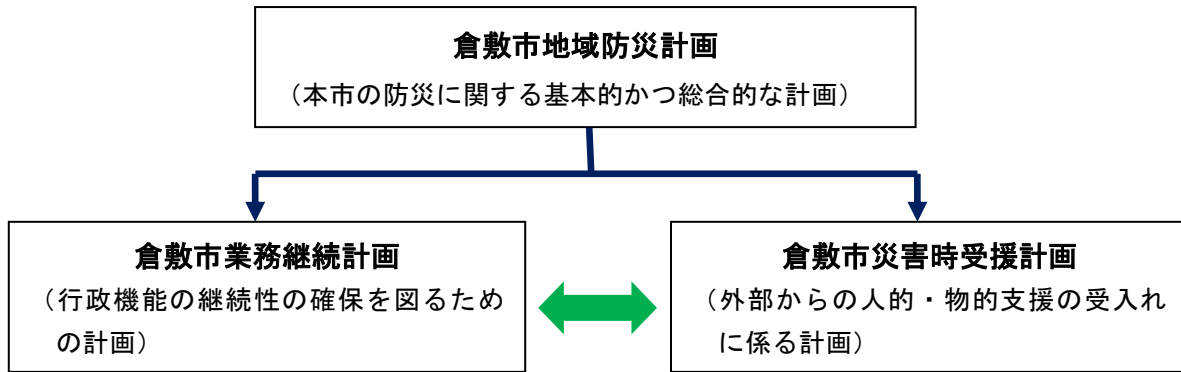 倉敷市地域防災計画
（本市の防災に関する基本的かつ総合的な計画）
倉敷市業務継続計画
（行政機能の継続性の確保を図るため
の計画）
倉敷市災害時受援計画
（外部からの人的・物的支援の受入れ
に係る計画）